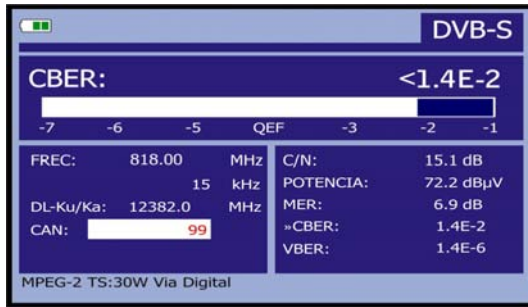 DVB-S
CBER: <1.4E-2
-7 -6 -5 QEF -3 -2 -1
FREC: 818.00 MHz
15 kHz
DL-Ku/Ka: 12382.0 MHz
CAN: 99
C/N: 15.1 dB
POTENCIA: 72.2 dBµV
MER: 6.9 dB
»CBER: 1.4E-2
VBER: 1.4E-6
MPEG-2 TS:30W Via Digital